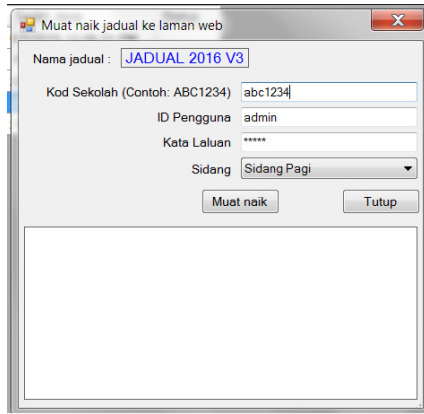 Muat naik jadual ke laman web
Nama jadual : JADUAL 2016 V3
Kod Sekolah (Contoh: ABC1234) abc1234
ID Pengguna admin
Kata Laluan *****
Sidang Sidang Pagi
Muat naik Tutup